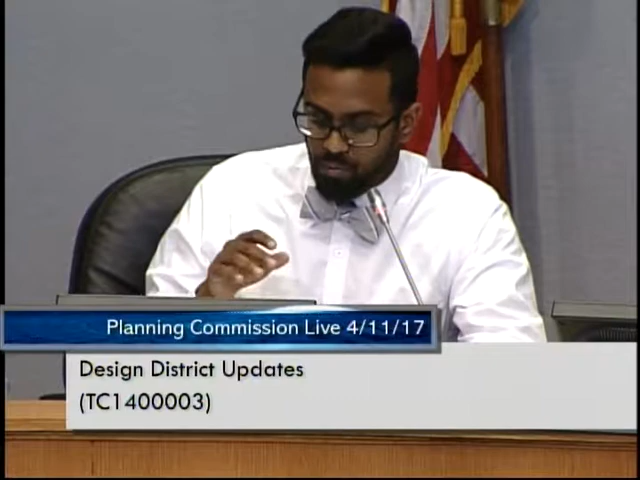 Planning Commission Live 4/11/17
Design District Updates
(TC1400003)